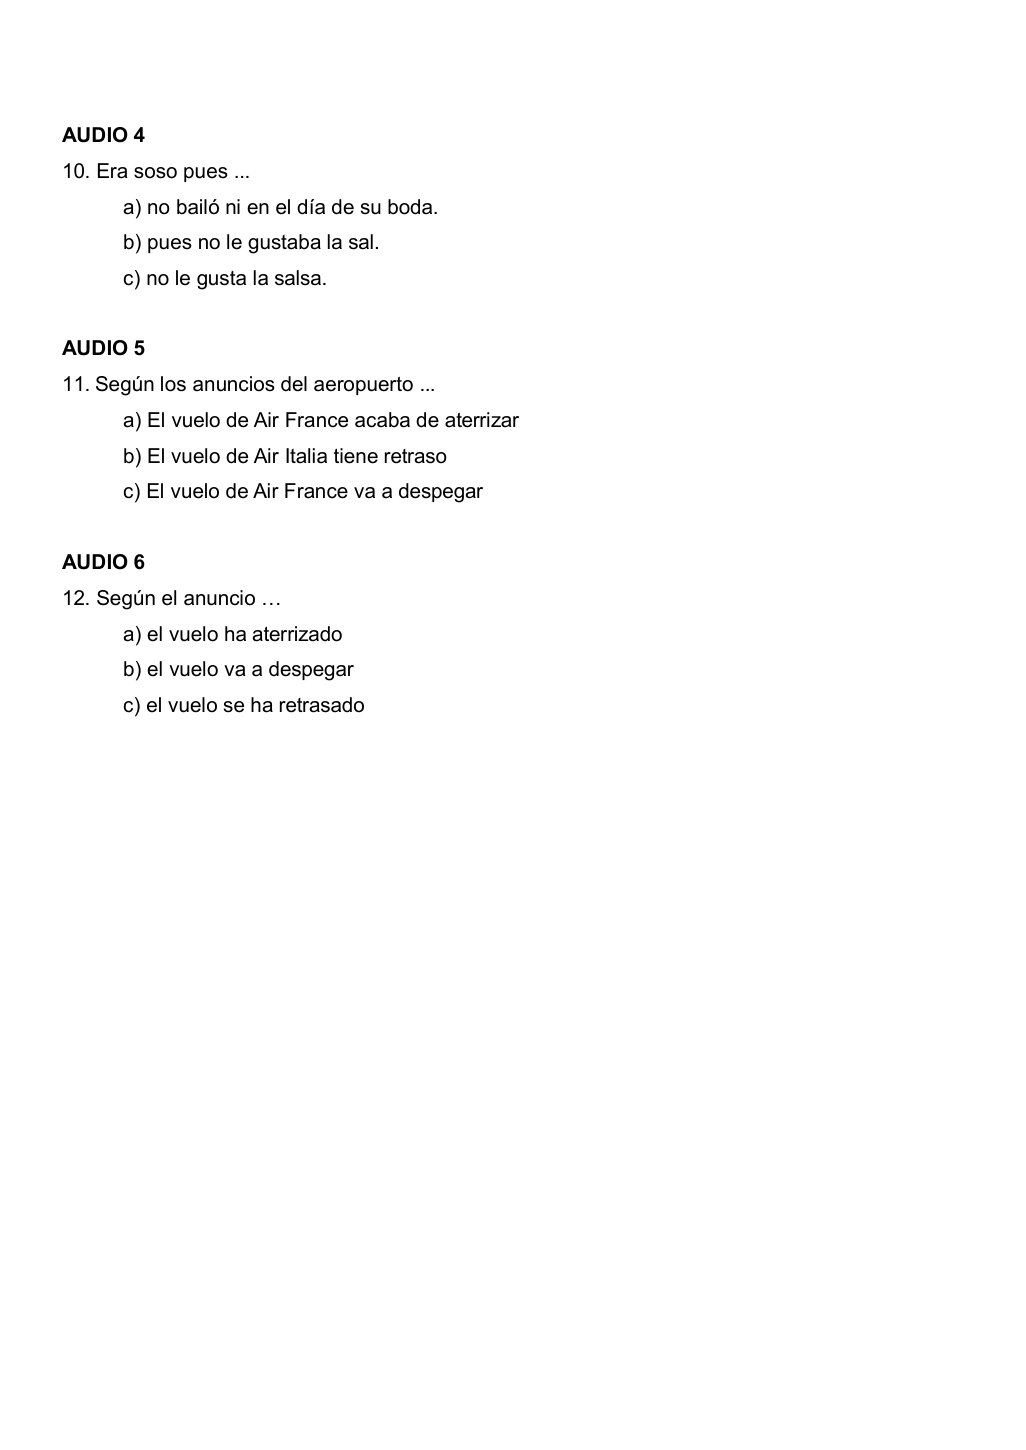 AUDIO 4
10. Era soso pues ...
a) no bailó ni en el día de su boda.
b) pues no le gustaba la sal.
c) no le gusta la salsa.
AUDIO 5
11. Según los anuncios del aeropuerto ...
a) El vuelo de Air France acaba de aterrizar
b) El vuelo de Air Italia tiene retraso
c) El vuelo de Air France va a despegar
AUDIO 6
12. Según el anuncio …
a) el vuelo ha aterrizado
b) el vuelo va a despegar
c) el vuelo se ha retrasado